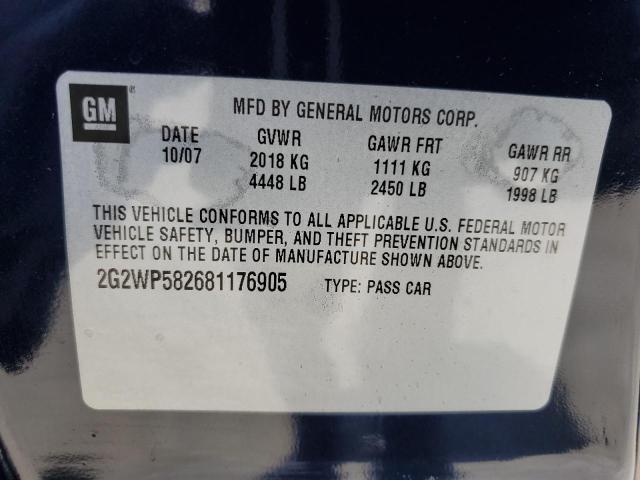 GM ®
MFD BY GENERAL MOTORS CORP.
DATE GVWR GAWR FRT GAWR RR
10/07 2018 KG 1111 KG 907 KG
4448 LB 2450 LB 1998 LB
THIS VEHICLE CONFORMS TO ALL APPLICABLE U.S. FEDERAL MOTOR
VEHICLE SAFETY, BUMPER, AND THEFT PREVENTION STANDARDS IN
EFFECT ON THE DATE OF MANUFACTURE SHOWN ABOVE.
2G2WP582681176905 TYPE: PASS CAR